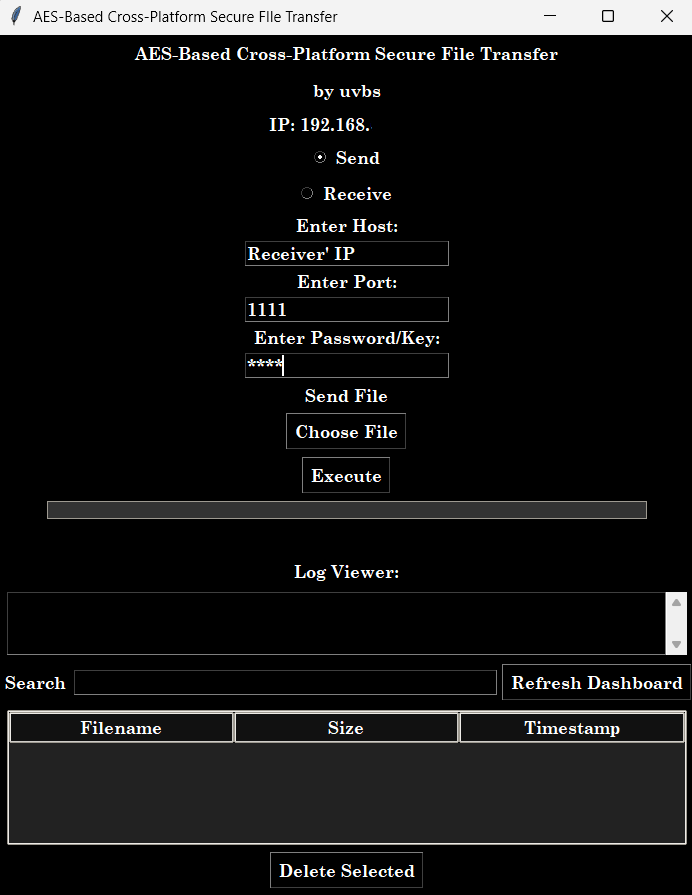 AES-Based Cross-Platform Secure FIle Transfer
AES-Based Cross-Platform Secure File Transfer
by uvbs
IP: 192.168.
Send
Receive
Enter Host:
Receiver' IP
Enter Port:
1111
Enter Password/Key:
****
Send File
Choose File
Execute
Log Viewer:
Search
Refresh Dashboard
Filename Size Timestamp
Delete Selected